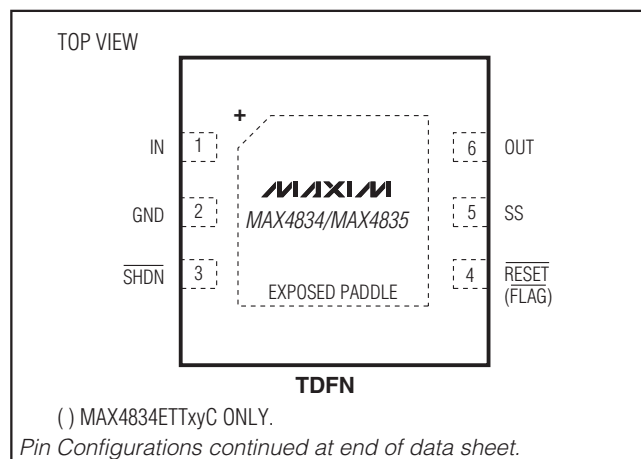 TOP VIEW
+
IN 1
6 OUT
MAXIM
GND 2
MAX4834/MAX4835
5 SS
SHDN 3
4 RESET
(FLAG)
EXPOSED PADDLE
TDFN
( ) MAX4834ETTxyC ONLY.
Pin Configurations continued at end of data sheet.